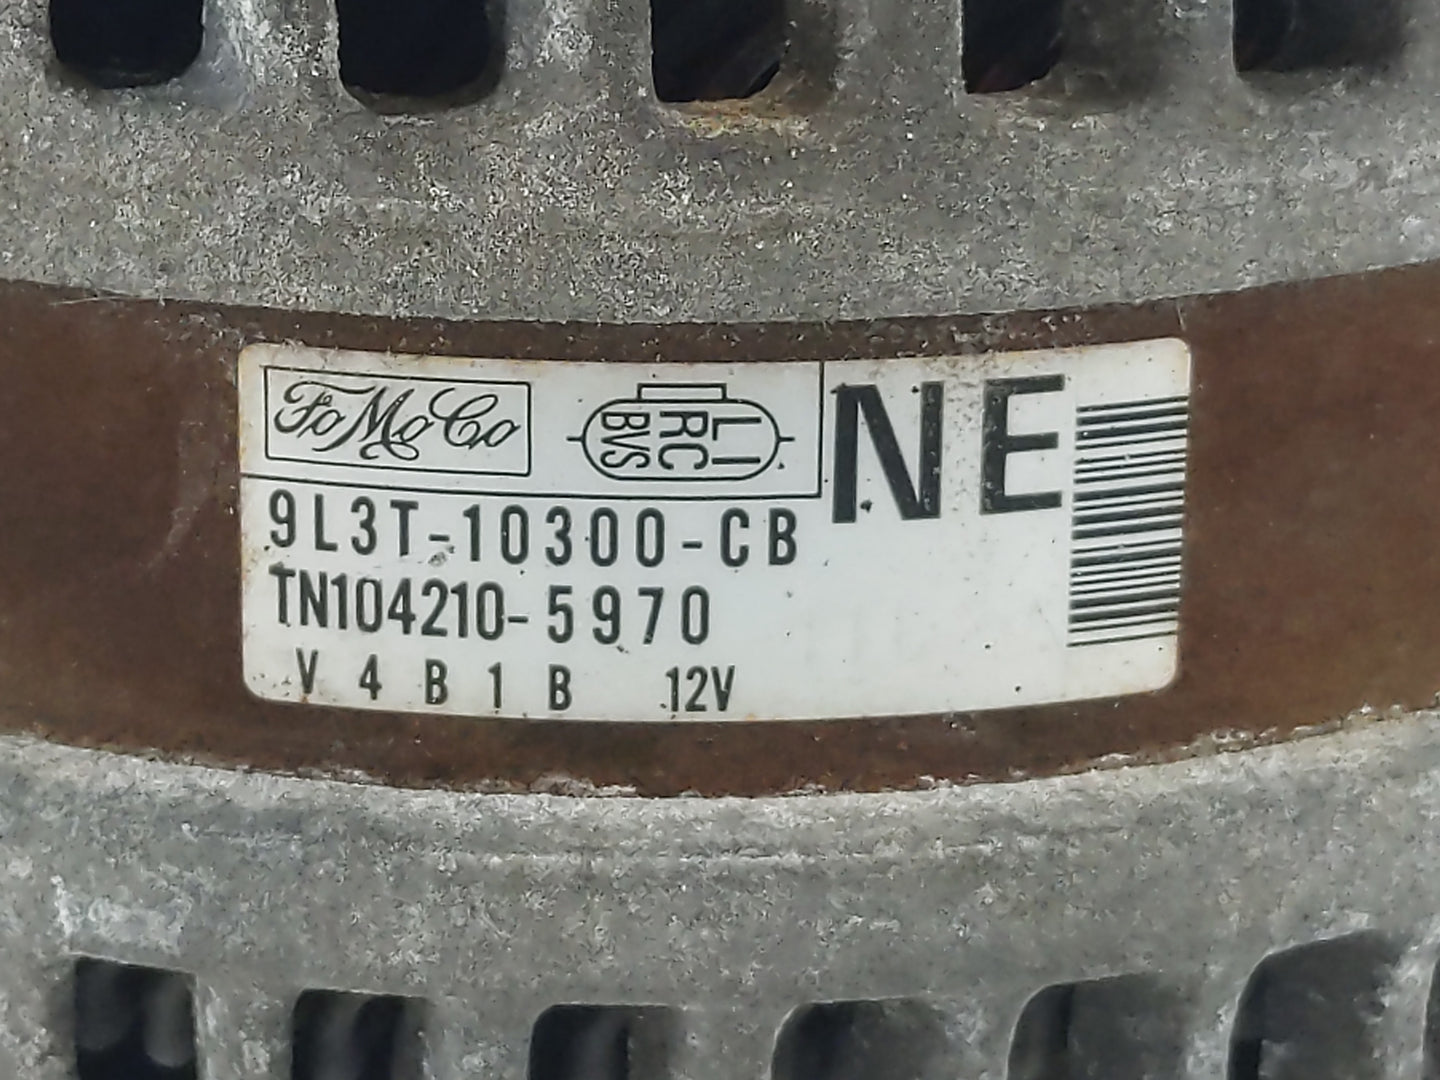 FoMoCo
LI
RC
BVS
NE
9L3T-10300-CB
TN104210-5970
V 4 B 1 B 12V